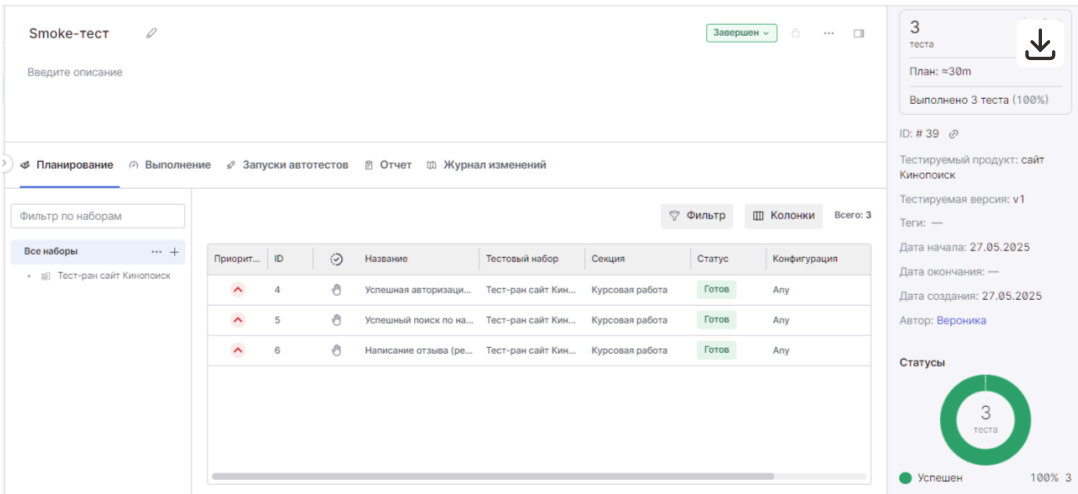 Smoke-тест
Завершен
Введите описание
Планирование
Выполнение
Запуски автотестов
Отчет
Журнал изменений
Фильтр по наборам
Все наборы
Тест-ран сайт Кинопоиск
Фильтр
Колонки
Всего: 3
Приорит... ID Название Тестовый набор Секция Статус Конфигурация
4 Успешная авторизаци... Тест-ран сайт Кин... Курсовая работа Готов Any
5 Успешный поиск по на... Тест-ран сайт Кин... Курсовая работа Готов Any
6 Написание отзыва (ре... Тест-ран сайт Кин... Курсовая работа Готов Any
3
теста
План: ≈30m
Выполнено 3 теста (100%)
ID: # 39
Тестируемый продукт: сайт
Кинопоиск
Тестируемая версия: v1
Теги: —
Дата начала: 27.05.2025
Дата окончания: —
Дата создания: 27.05.2025
Автор: Вероника
Статусы
3
теста
Успешен 100% 3